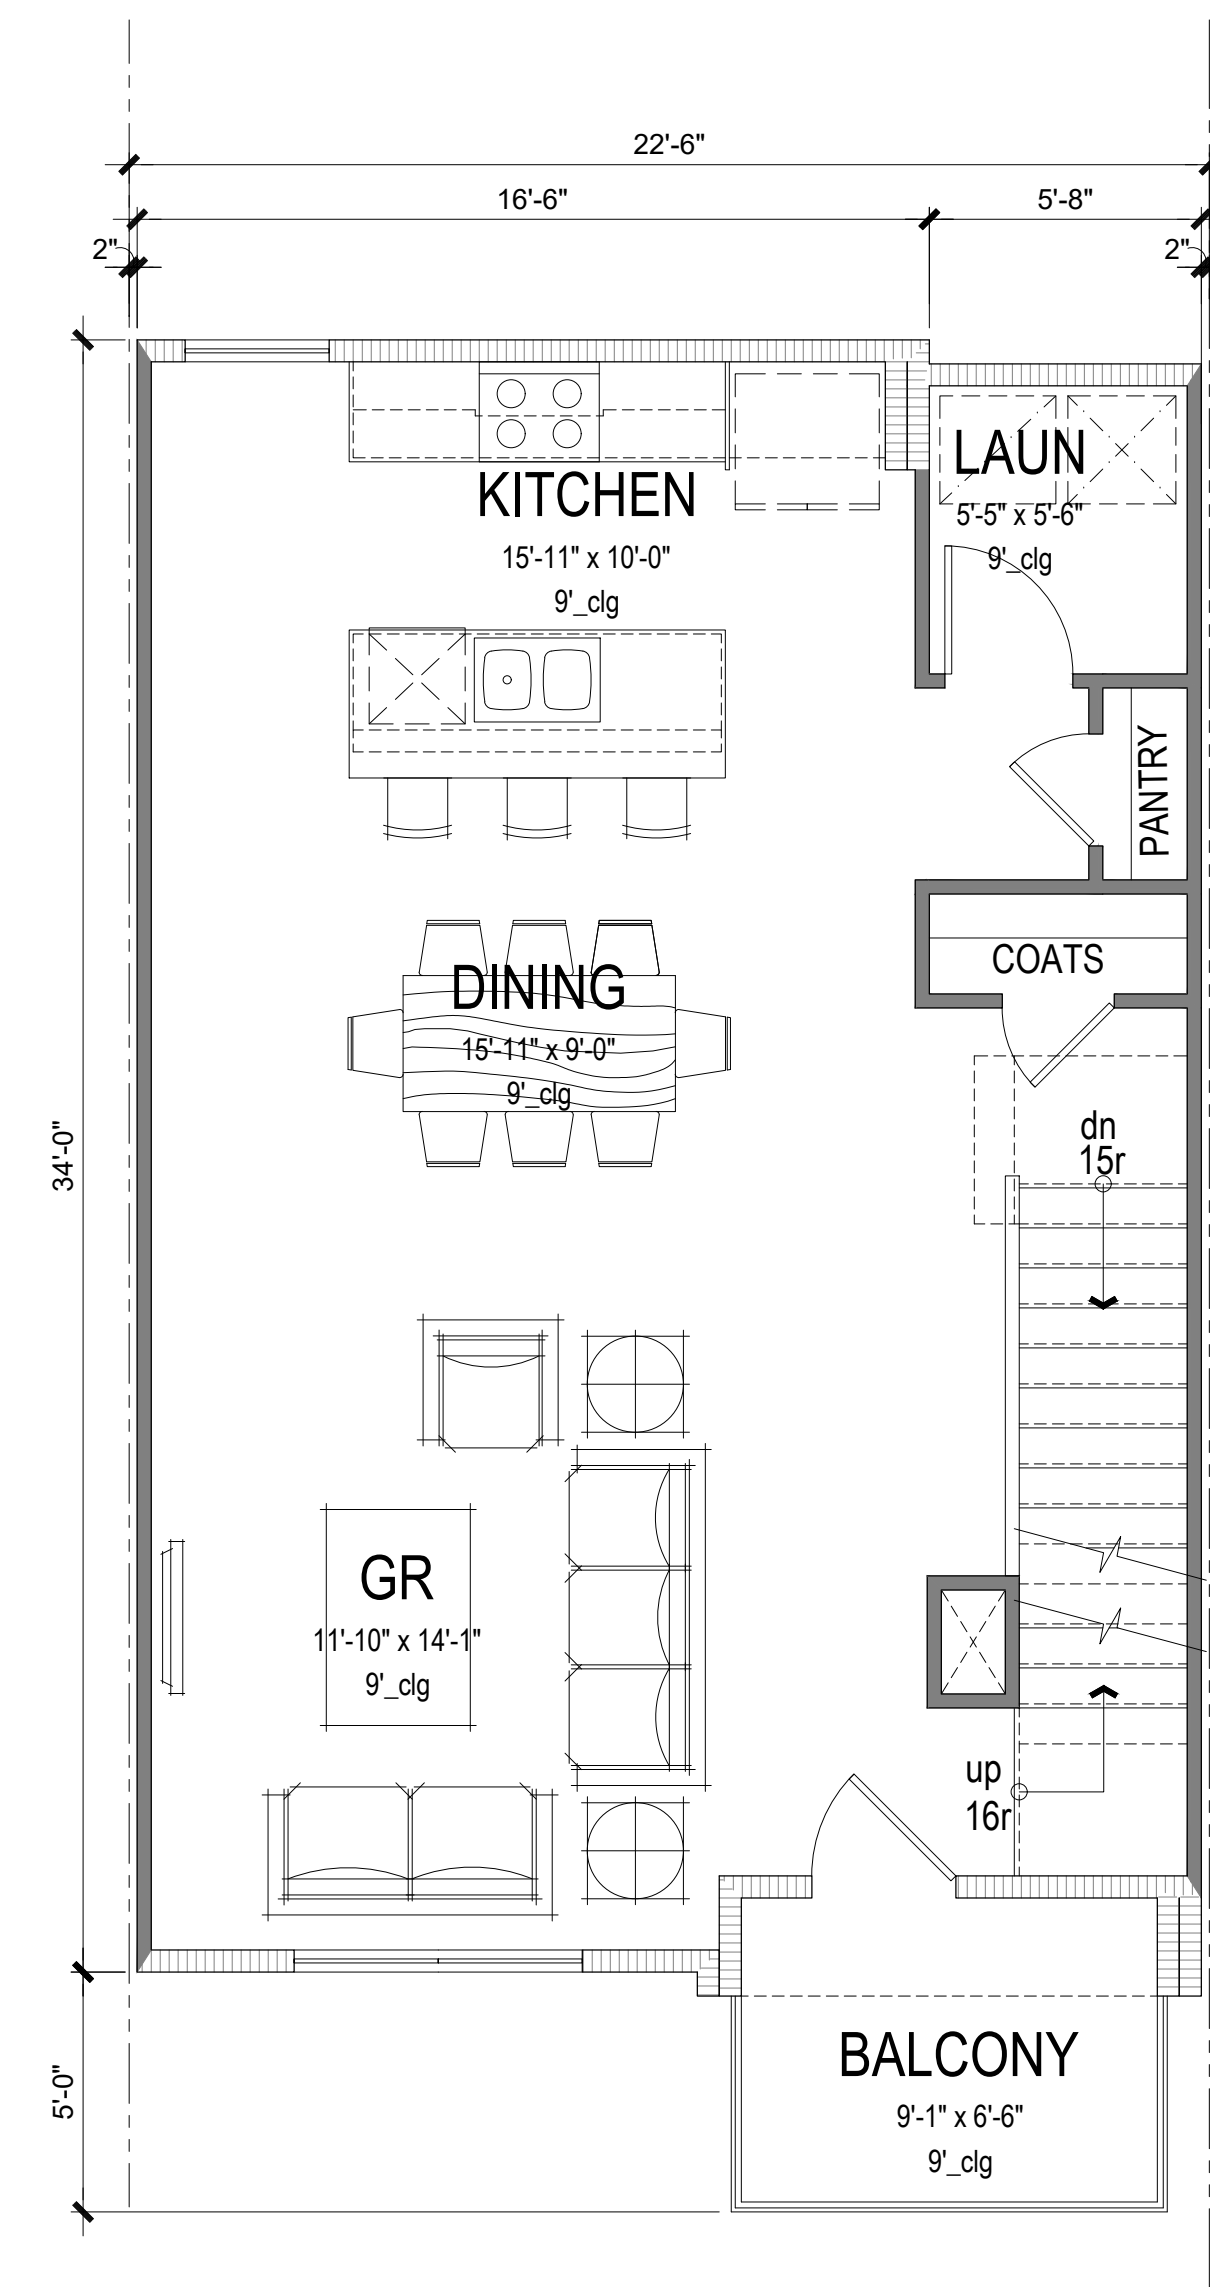 22'-6"
16'-6"
5'-8"
2"
2"
LAUN
5'-5" x 5'-6"
9'_clg
KITCHEN
15'-11" x 10'-0"
9'_clg
PANTRY
COATS
DINING
15'-11" x 9'-0"
9'_clg
34'-0"
dn
15r
GR
11'-10" x 14'-1"
9'_clg
up
16r
BALCONY
9'-1" x 6'-6"
9'_clg
5'-0"